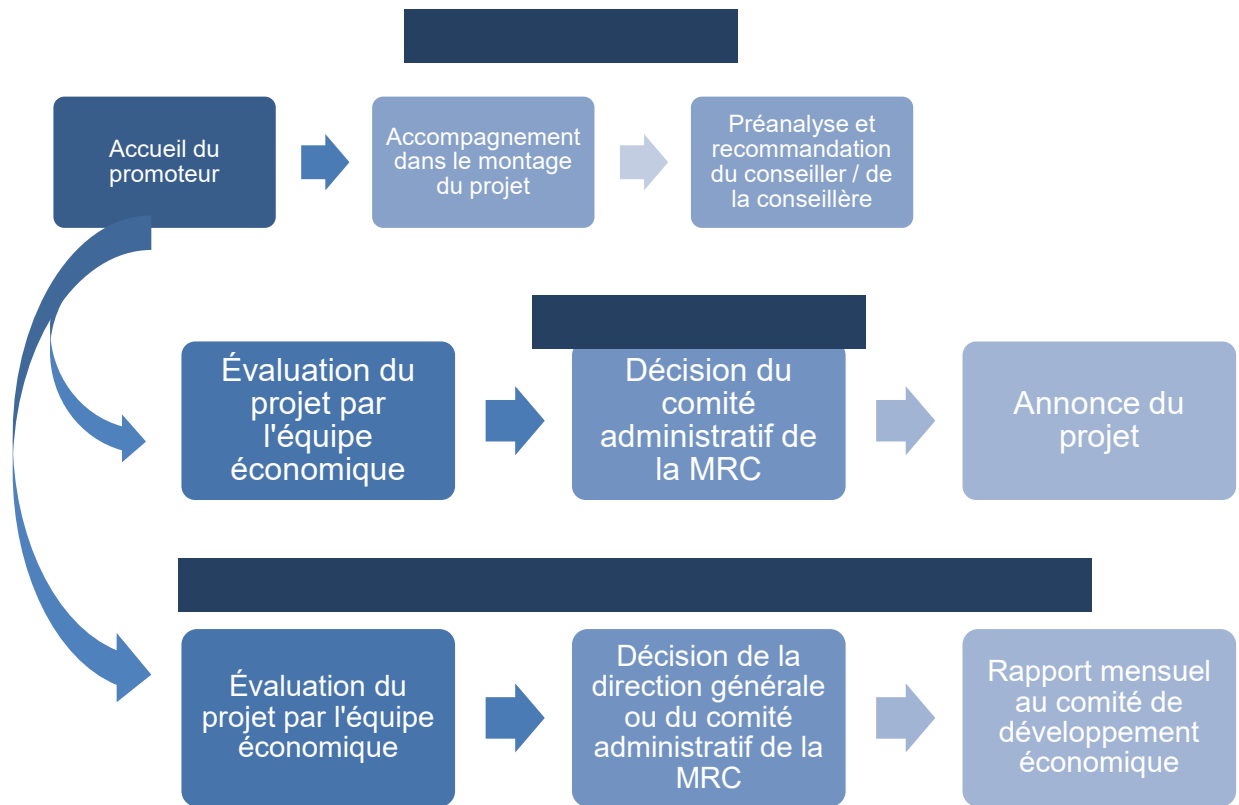 Accueil du
promoteur
Accompagnement
dans le montage
du projet
Préanalyse et
recommandation
du conseiller / de
la conseillère
Évaluation du
projet par
l'équipe
économique
Décision du
comité
administratif de
la MRC
Annonce du
projet
Évaluation du
projet par l'équipe
économique
Décision de la
direction générale
ou du comité
administratif de la
MRC
Rapport mensuel
au comité de
développement
économique